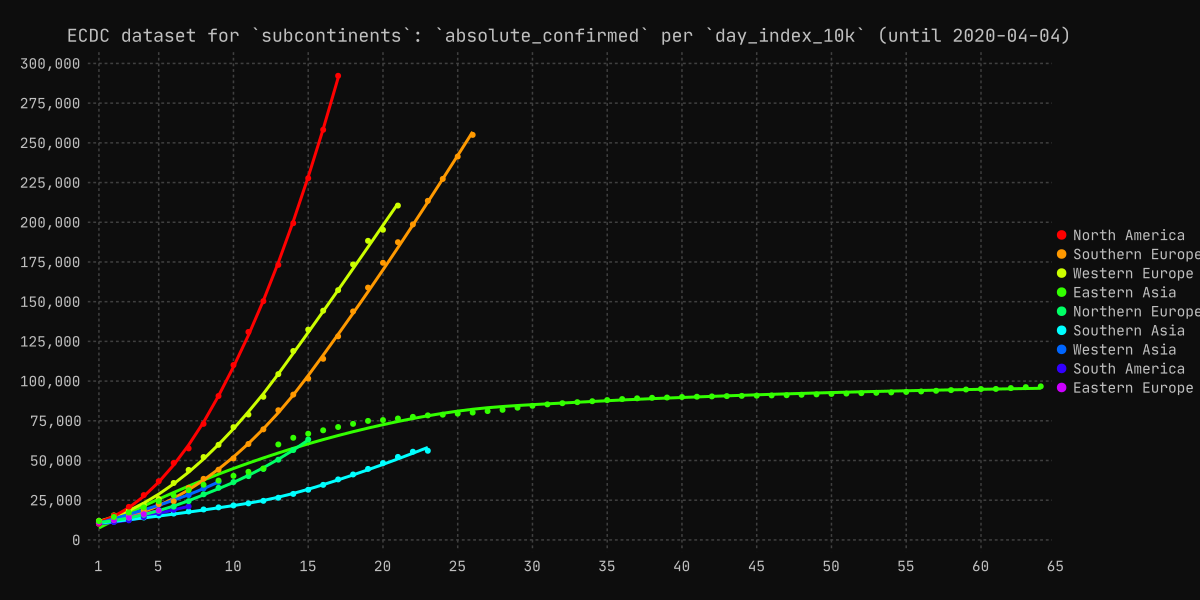 ECDC dataset for `subcontinents`: `absolute_confirmed` per `day_index_10k` (until 2020-04-04)
300,000
275,000
250,000
225,000
200,000
175,000
150,000
125,000
100,000
75,000
50,000
25,000
0
1 5 10 15 20 25 30 35 40 45 50 55 60 65
North America
Southern Europe
Western Europe
Eastern Asia
Northern Europe
Southern Asia
Western Asia
South America
Eastern Europe